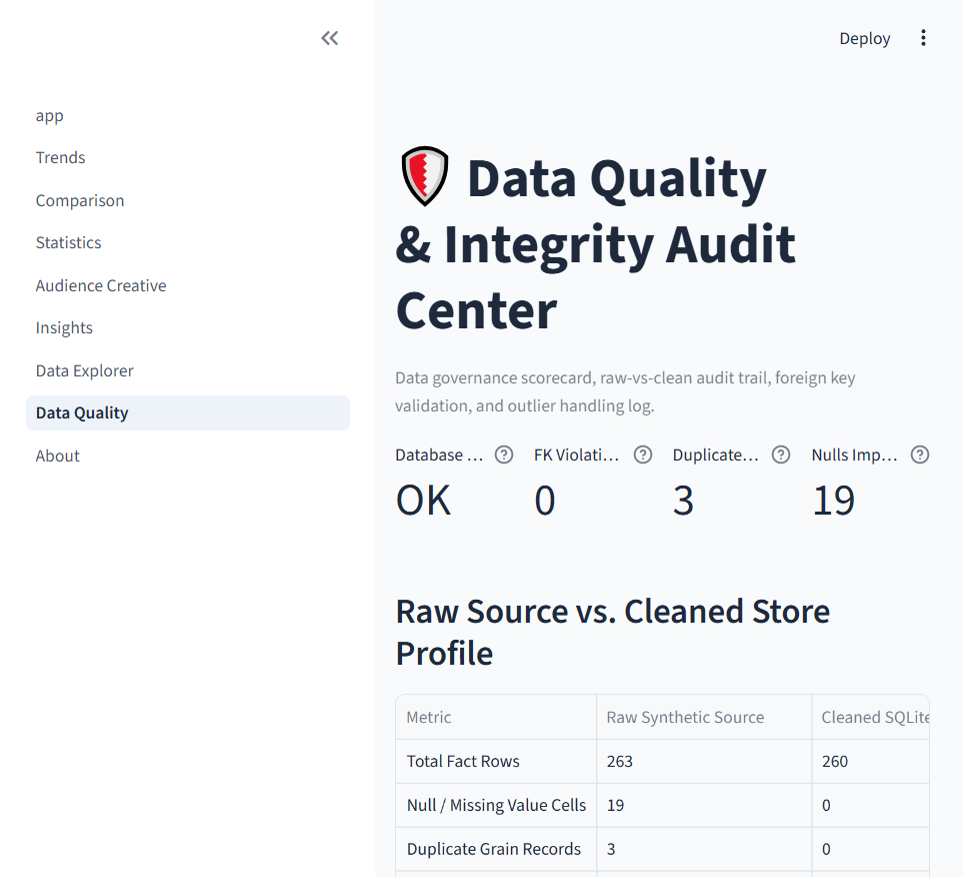 Deploy
app
Trends
Comparison
Statistics
Audience Creative
Insights
Data Explorer
Data Quality
About
Data Quality
& Integrity Audit
Center
Data governance scorecard, raw-vs-clean audit trail, foreign key
validation, and outlier handling log.
Database ... FK Violati... Duplicate... Nulls Imp...
OK 0 3 19
Raw Source vs. Cleaned Store
Profile
Metric Raw Synthetic Source Cleaned SQLite
Total Fact Rows 263 260
Null / Missing Value Cells 19 0
Duplicate Grain Records 3 0